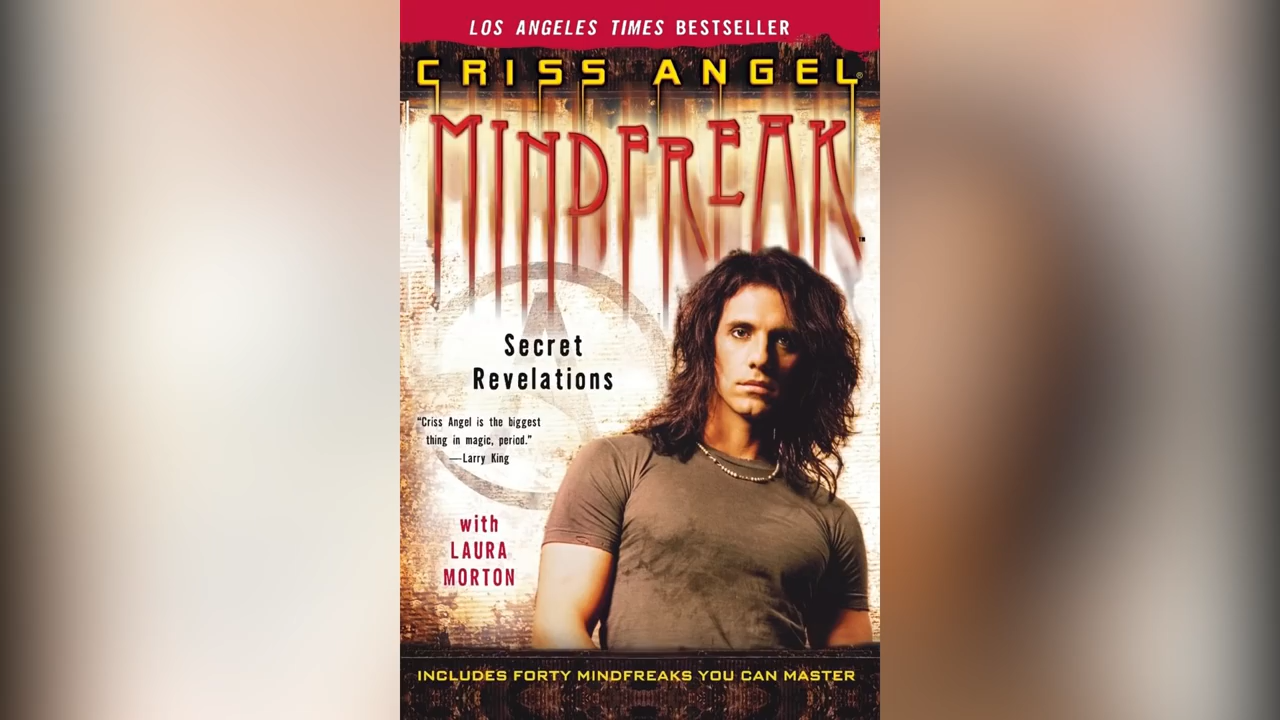 LOS ANGELES TIMES BESTSELLER
CRISS ANGEL®
MINDFREAK™
Secret
Revelations
“Criss Angel is the biggest
thing in magic, period.”
—Larry King
with
LAURA
MORTON
INCLUDES FORTY MINDFREAKS YOU CAN MASTER